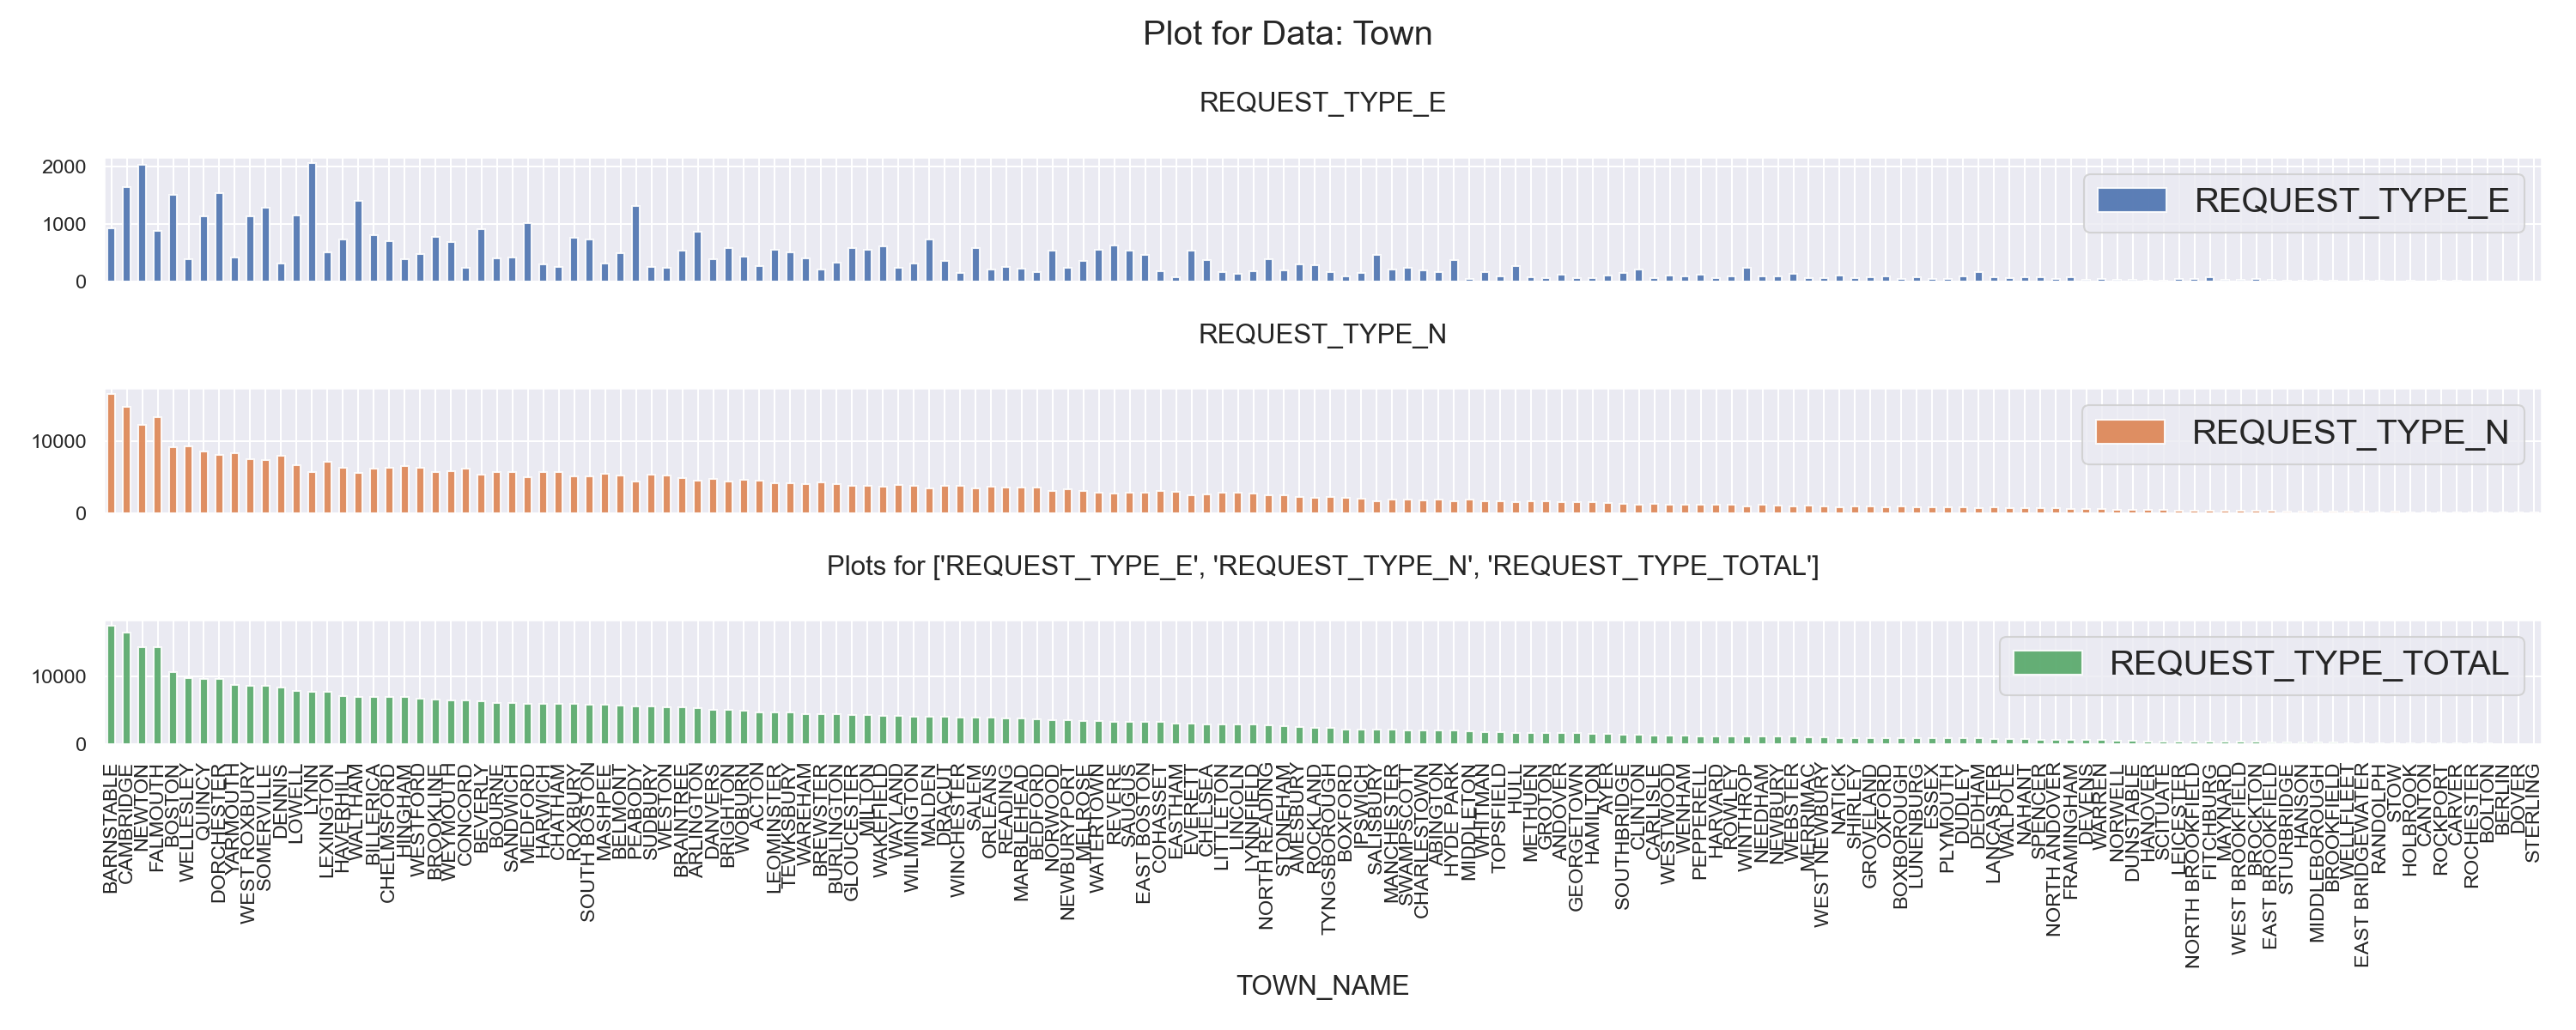 Plot for Data: Town
REQUEST_TYPE_E
2000
1000
0
REQUEST_TYPE_E
REQUEST_TYPE_N
10000
0
REQUEST_TYPE_N
Plots for ['REQUEST_TYPE_E', 'REQUEST_TYPE_N', 'REQUEST_TYPE_TOTAL']
10000
0
REQUEST_TYPE_TOTAL
BARNSTABLE
CAMBRIDGE
NEWTON
FALMOUTH
BOSTON
WELLESLEY
QUINCY
DORCHESTER
YARMOUTH
WEST ROXBURY
SOMERVILLE
DENNIS
LOWELL
LYNN
LEXINGTON
HAVERHILL
WALTHAM
BILLERICA
CHELMSFORD
HINGHAM
WESTFORD
BROOKLINE
WEYMOUTH
CONCORD
BEVERLY
BOURNE
SANDWICH
MEDFORD
HARWICH
CHATHAM
ROXBURY
SOUTH BOSTON
MASHPEE
BELMONT
PEABODY
SUDBURY
WESTON
BRAINTREE
ARLINGTON
DANVERS
BRIGHTON
WOBURN
ACTON
LEOMINSTER
TEWKSBURY
WAREHAM
BREWSTER
BURLINGTON
GLOUCESTER
MILTON
WAKEFIELD
WAYLAND
WILMINGTON
MALDEN
DRACUT
WINCHESTER
SALEM
ORLEANS
READING
MARBLEHEAD
BEDFORD
NORWOOD
NEWBURYPORT
MELROSE
WATERTOWN
REVERE
SAUGUS
EAST BOSTON
COHASSET
EASTHAM
EVERETT
CHELSEA
LITTLETON
LINCOLN
LYNNFIELD
NORTH READING
STONEHAM
AMESBURY
ROCKLAND
TYNGSBOROUGH
BOXFORD
IPSWICH
SALISBURY
MANCHESTER
SWAMPSCOTT
CHARLESTOWN
ABINGTON
HYDE PARK
MIDDLETON
WHITMAN
TOPSFIELD
HULL
METHUEN
GROTON
ANDOVER
GEORGETOWN
HAMILTON
AYER
SOUTHBRIDGE
CLINTON
CARLISLE
WESTWOOD
WENHAM
PEPPERELL
HARVARD
ROWLEY
WINTHROP
NEEDHAM
NEWBURY
WEBSTER
MERRIMAC
WEST NEWBURY
NATICK
SHIRLEY
GROVELAND
OXFORD
BOXBOROUGH
LUNENBURG
ESSEX
PLYMOUTH
DUDLEY
DEDHAM
LANCASTER
WALPOLE
NAHANT
SPENCER
NORTH ANDOVER
FRAMINGHAM
DEVENS
WARREN
NORWELL
DUNSTABLE
HANOVER
SCITUATE
LEICESTER
NORTH BROOKFIELD
FITCHBURG
MAYNARD
WEST BROOKFIELD
BROCKTON
EAST BROOKFIELD
STURBRIDGE
HANSON
MIDDLEBOROUGH
BROOKFIELD
WELLFLEET
EAST BRIDGEWATER
RANDOLPH
STOW
HOLBROOK
CANTON
ROCKPORT
CARVER
ROCHESTER
BOLTON
BERLIN
DOVER
STERLING
TOWN_NAME